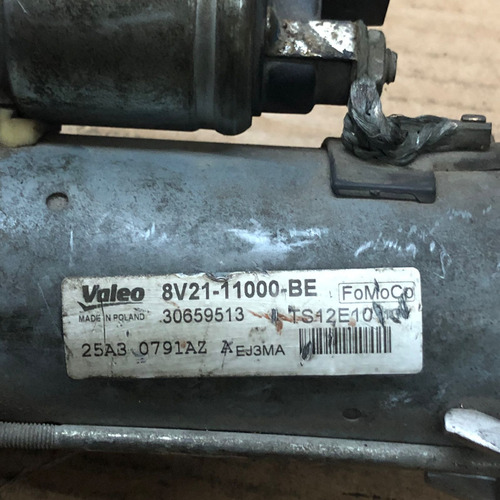 Valeo 8V21-11000-BE FoMoCo
MADE IN POLAND 30659513 TS12E10
25A3 0791AZ A EJ3MA